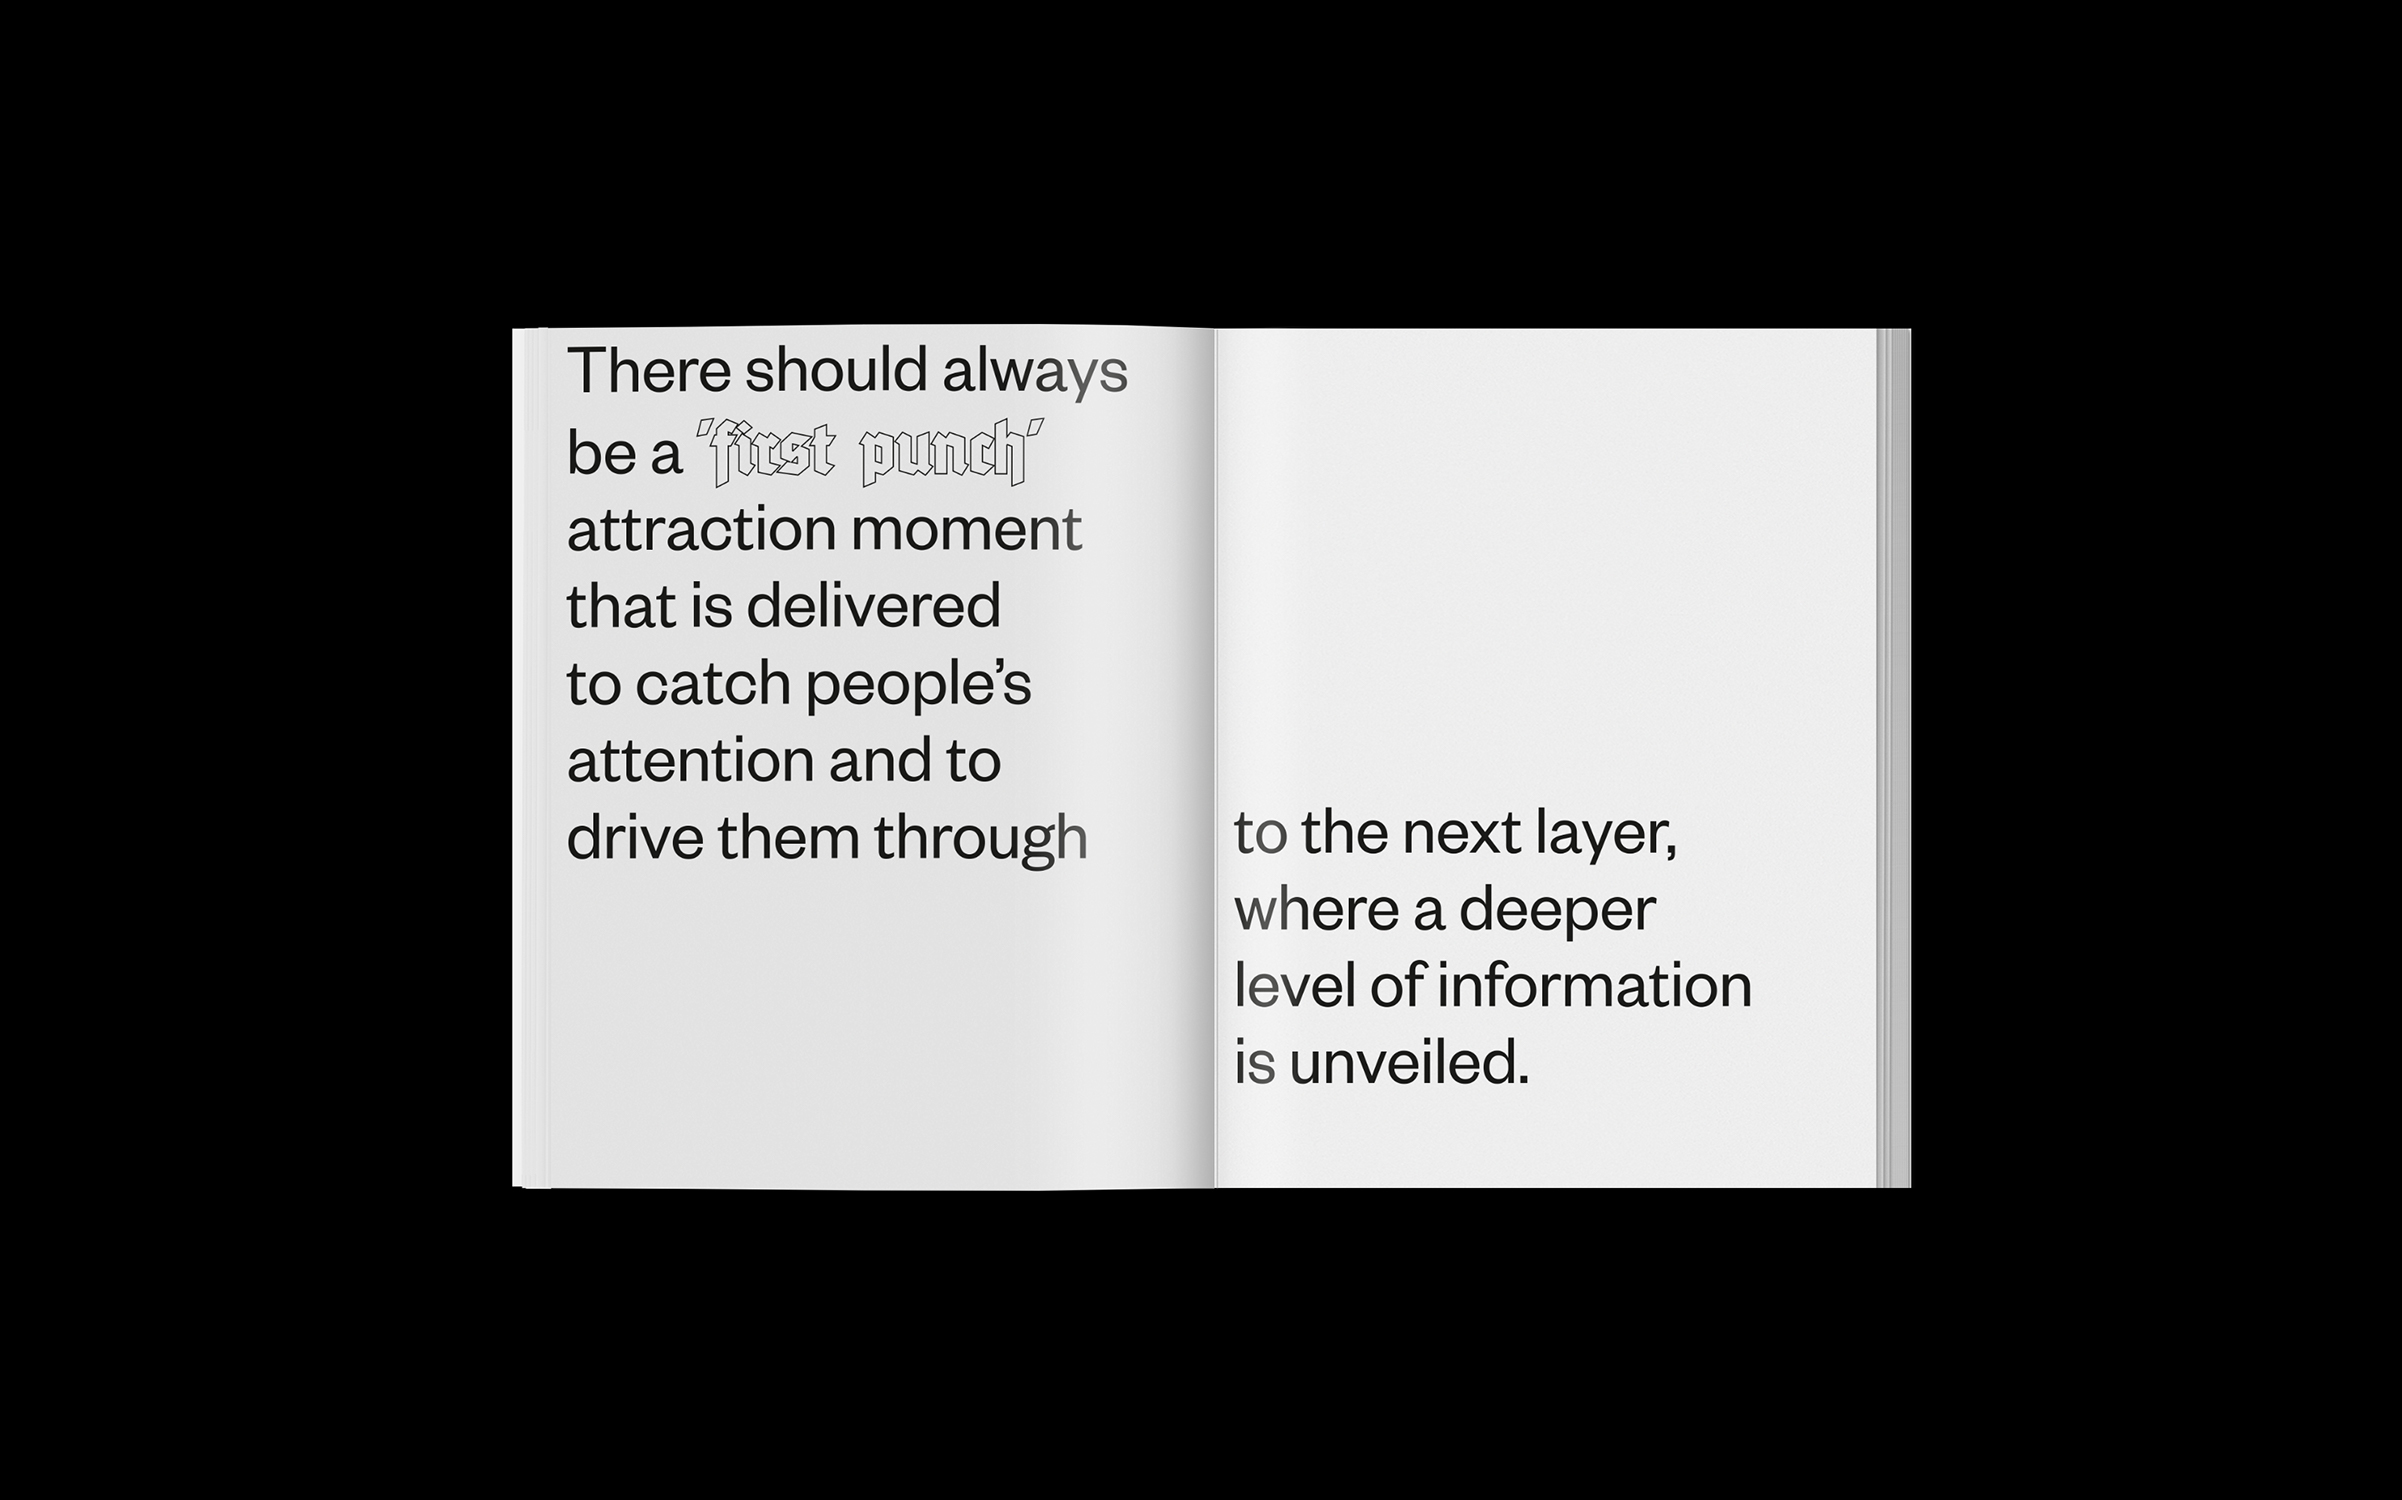 There should always
be a ‘first punch’
attraction moment
that is delivered
to catch people’s
attention and to
drive them through
to the next layer,
where a deeper
level of information
is unveiled.